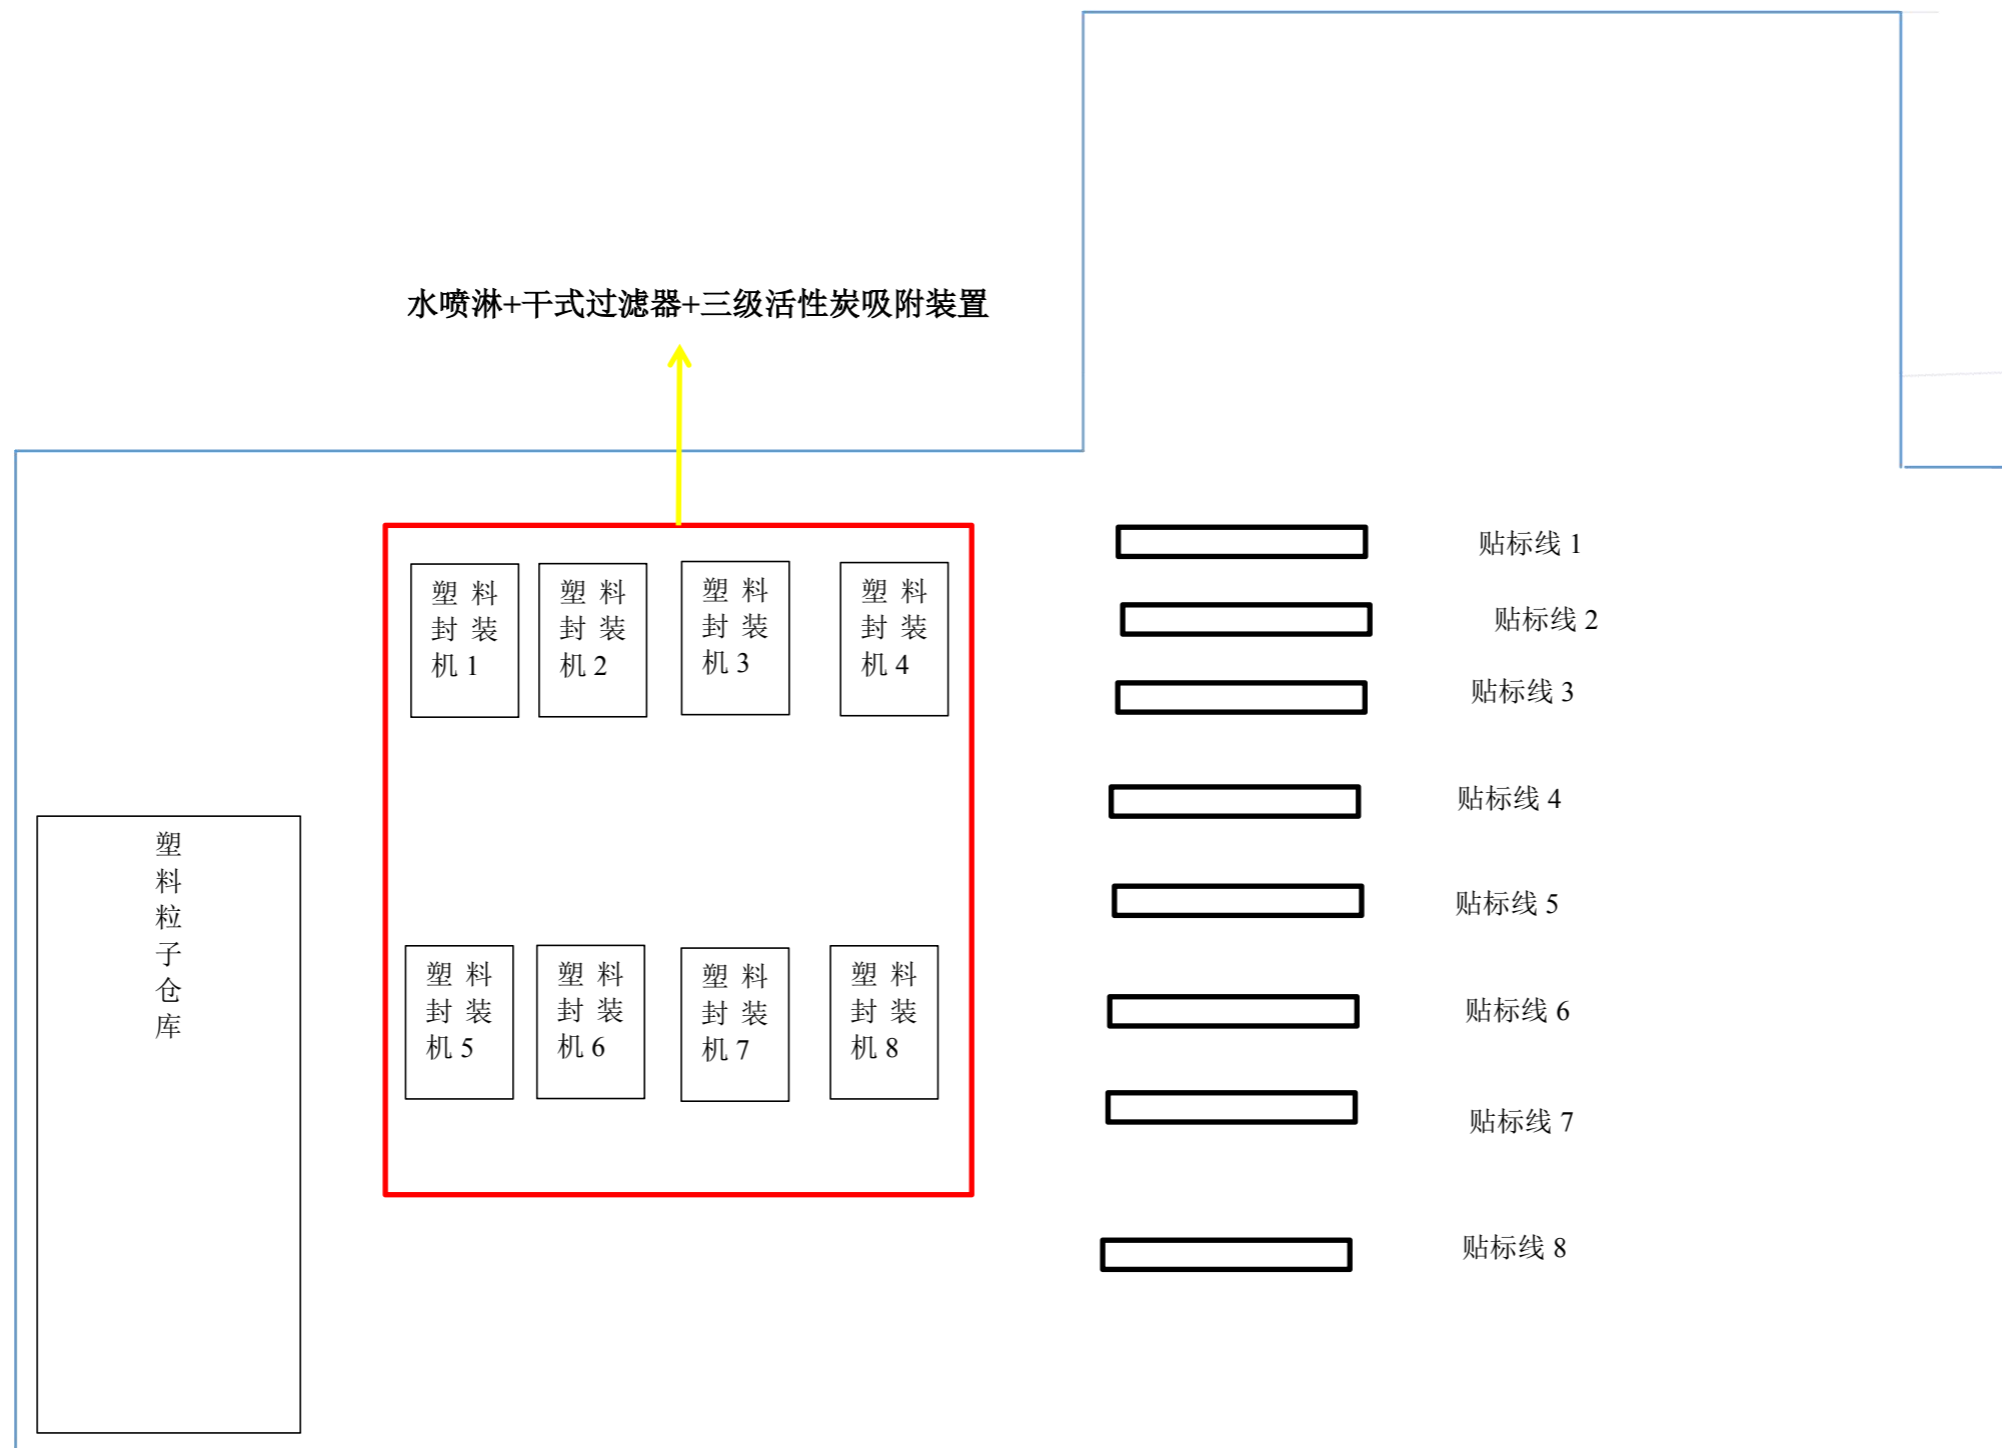 水喷淋+干式过滤器+三级活性炭吸附装置
塑料
封装
机 1
塑料
封装
机 2
塑料
封装
机 3
塑料
封装
机 4
贴标线 1
贴标线 2
贴标线 3
贴标线 4
贴标线 5
贴标线 6
贴标线 7
贴标线 8
塑
料
粒
子
仓
库
塑料
封装
机 5
塑料
封装
机 6
塑料
封装
机 7
塑料
封装
机 8